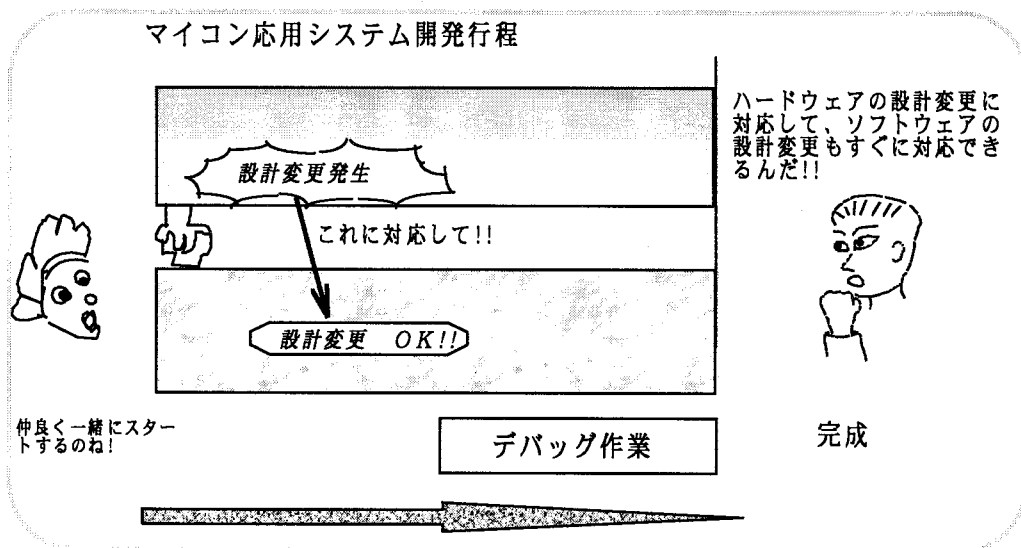 マイコン応用システム開発行程
ハードウェアの設計変更に
対応して、ソフトウェアの
設計変更もすぐに対応でき
るんだ!!
設計変更発生
これに対応して!!
設計変更 OK!!
仲良く一緒にスター
トするのね!
デバッグ作業
完成